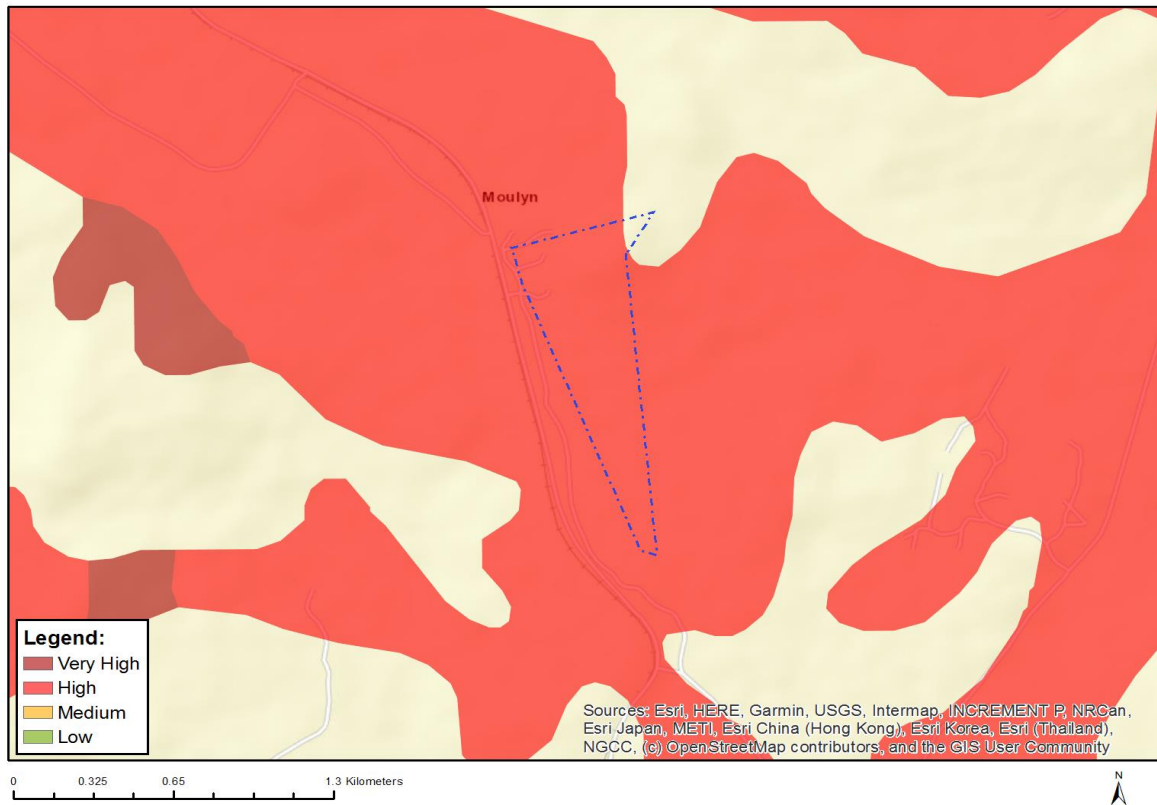 Moulyn
Legend:
Very High
High
Medium
Low
Sources: Esri, HERE, Garmin, USGS, Intermap, INCREMENT P, NRCan,
Esri Japan, METI, Esri China (Hong Kong), Esri Korea, Esri (Thailand),
NGCC, (c) OpenStreetMap contributors, and the GIS User Community
0 0.325 0.65 1.3 Kilometers
N